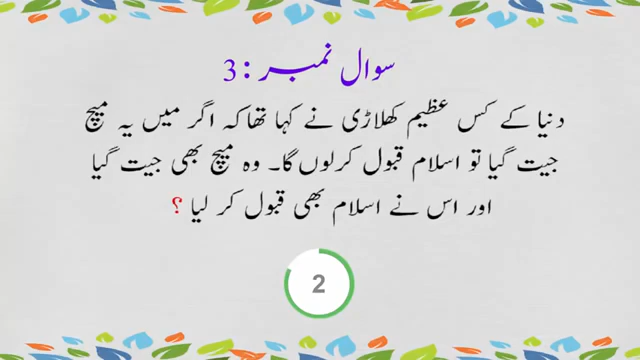 سوال نمبر :3
دنیا کے کس عظیم کھلاڑی نے کہا تھا کہ اگر میں یہ میچ
جیت گیا تو اسلام قبول کرلوں گا۔ وہ میچ بھی جیت گیا
اور اس نے اسلام بھی قبول کر لیا ؟
2